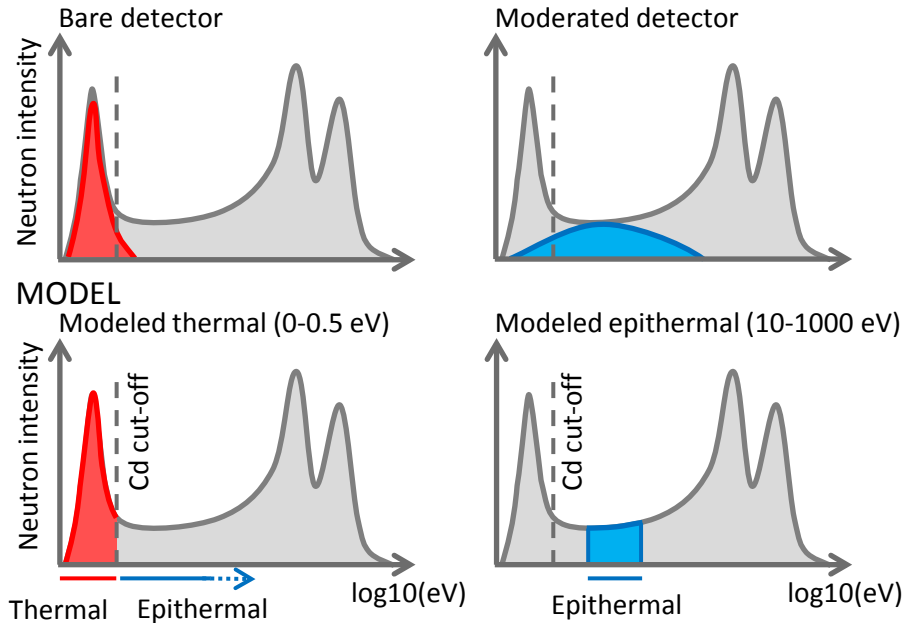 Bare detector
Moderated detector
Neutron intensity
MODEL
Modeled thermal (0-0.5 eV)
Modeled epithermal (10-1000 eV)
Neutron intensity
Cd cut-off
Cd cut-off
log10(eV)
log10(eV)
Thermal
Epithermal
Epithermal